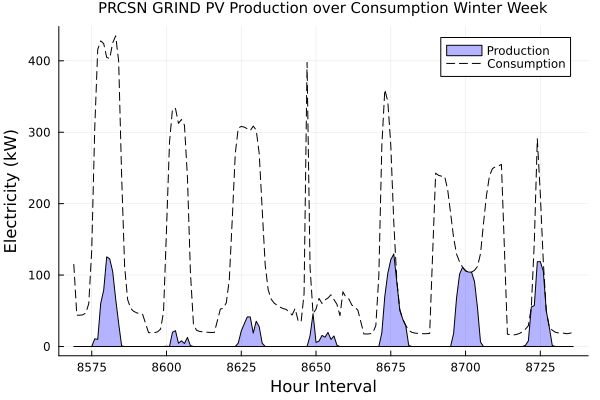 PRCSN GRIND PV Production over Consumption Winter Week
Production
Consumption
Electricity (kW)
400
300
200
100
0
8575 8600 8625 8650 8675 8700 8725
Hour Interval